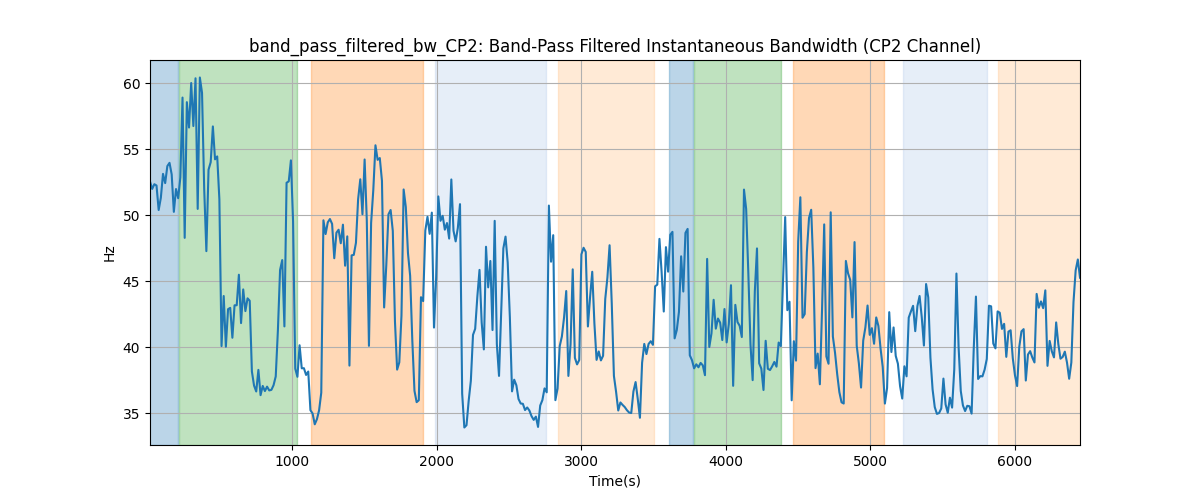 band_pass_filtered_bw_CP2: Band-Pass Filtered Instantaneous Bandwidth (CP2 Channel)
60
55
50
45
40
35
Hz
1000 2000 3000 4000 5000 6000
Time(s)